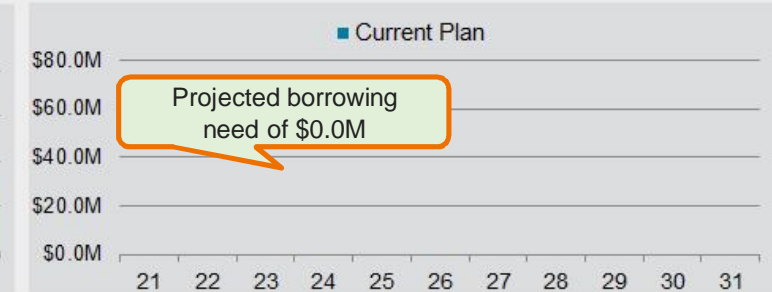 Current Plan
$80.0M
$60.0M
$40.0M
$20.0M
$0.0M
Projected borrowing
need of $0.0M
21 22 23 24 25 26 27 28 29 30 31